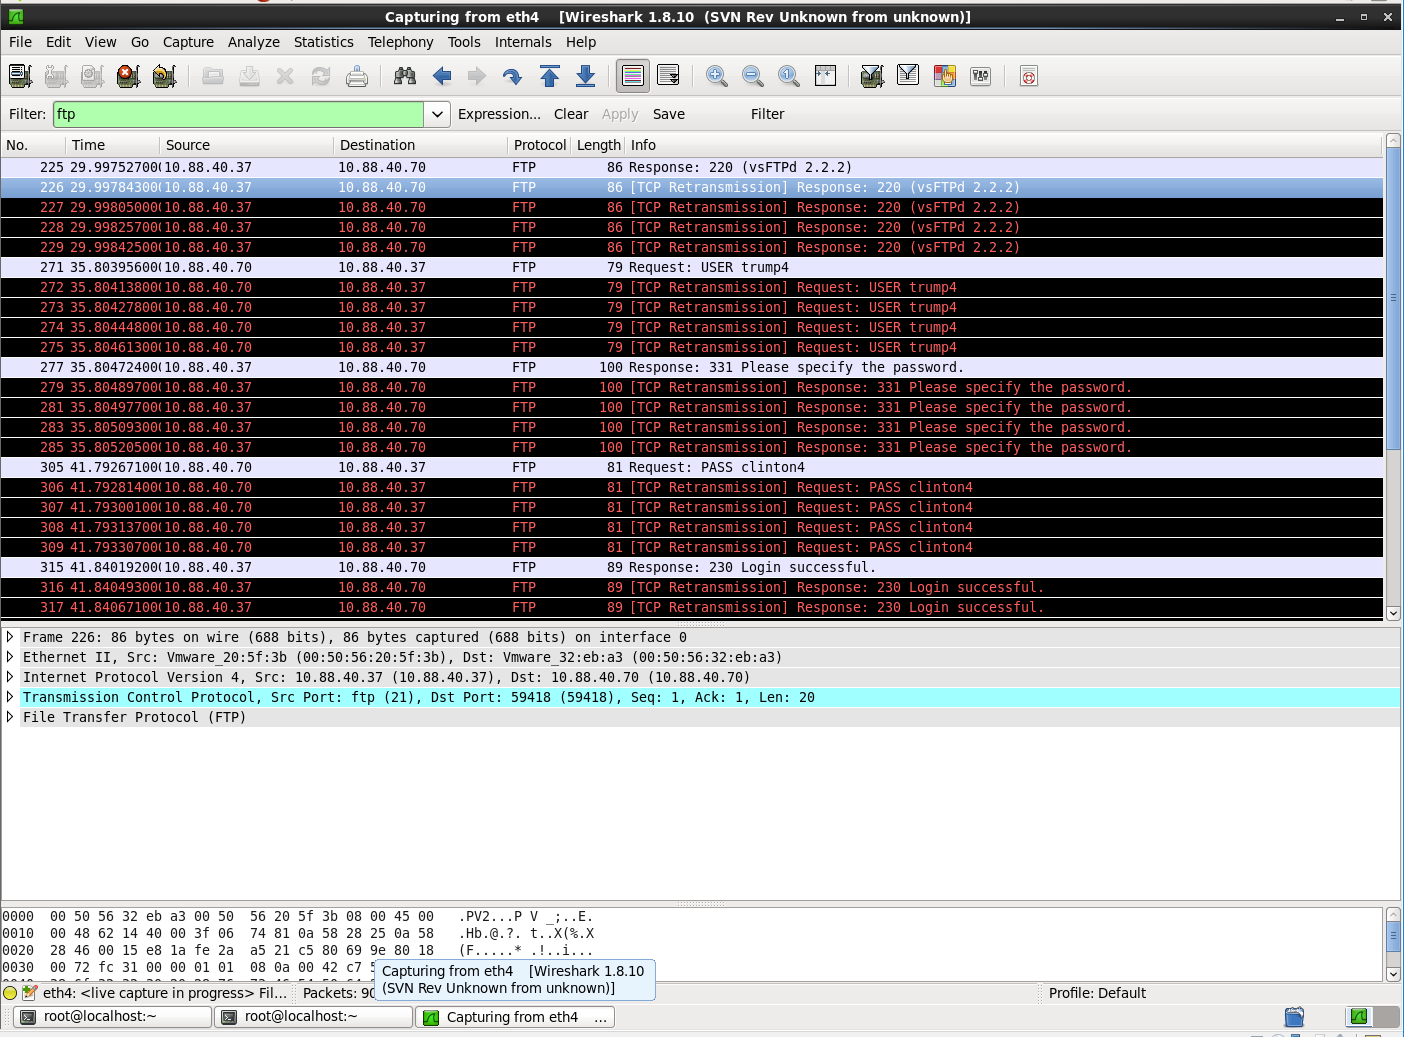 Capturing from eth4 [Wireshark 1.8.10 (SVN Rev Unknown from unknown)]
File Edit View Go Capture Analyze Statistics Telephony Tools Internals Help
Filter: ftp Expression... Clear Apply Save Filter
No. Time Source Destination Protocol Length Info
225 29.997527000 10.88.40.37 10.88.40.70 FTP 86 Response: 220 (vsFTPd 2.2.2)
226 29.997843000 10.88.40.37 10.88.40.70 FTP 86 [TCP Retransmission] Response: 220 (vsFTPd 2.2.2)
227 29.998050000 10.88.40.37 10.88.40.70 FTP 86 [TCP Retransmission] Response: 220 (vsFTPd 2.2.2)
228 29.998257000 10.88.40.37 10.88.40.70 FTP 86 [TCP Retransmission] Response: 220 (vsFTPd 2.2.2)
229 29.998425000 10.88.40.37 10.88.40.70 FTP 86 [TCP Retransmission] Response: 220 (vsFTPd 2.2.2)
271 35.803956000 10.88.40.70 10.88.40.37 FTP 79 Request: USER trump4
272 35.804138000 10.88.40.70 10.88.40.37 FTP 79 [TCP Retransmission] Request: USER trump4
273 35.804278000 10.88.40.70 10.88.40.37 FTP 79 [TCP Retransmission] Request: USER trump4
274 35.804448000 10.88.40.70 10.88.40.37 FTP 79 [TCP Retransmission] Request: USER trump4
275 35.804613000 10.88.40.70 10.88.40.37 FTP 79 [TCP Retransmission] Request: USER trump4
277 35.804724000 10.88.40.37 10.88.40.70 FTP 100 Response: 331 Please specify the password.
279 35.804897000 10.88.40.37 10.88.40.70 FTP 100 [TCP Retransmission] Response: 331 Please specify the password.
281 35.804977000 10.88.40.37 10.88.40.70 FTP 100 [TCP Retransmission] Response: 331 Please specify the password.
283 35.805093000 10.88.40.37 10.88.40.70 FTP 100 [TCP Retransmission] Response: 331 Please specify the password.
285 35.805205000 10.88.40.37 10.88.40.70 FTP 100 [TCP Retransmission] Response: 331 Please specify the password.
305 41.792671000 10.88.40.70 10.88.40.37 FTP 81 Request: PASS clinton4
306 41.792814000 10.88.40.70 10.88.40.37 FTP 81 [TCP Retransmission] Request: PASS clinton4
307 41.793001000 10.88.40.70 10.88.40.37 FTP 81 [TCP Retransmission] Request: PASS clinton4
308 41.793137000 10.88.40.70 10.88.40.37 FTP 81 [TCP Retransmission] Request: PASS clinton4
309 41.793307000 10.88.40.70 10.88.40.37 FTP 81 [TCP Retransmission] Request: PASS clinton4
315 41.840192000 10.88.40.37 10.88.40.70 FTP 89 Response: 230 Login successful.
316 41.840493000 10.88.40.37 10.88.40.70 FTP 89 [TCP Retransmission] Response: 230 Login successful.
317 41.840671000 10.88.40.37 10.88.40.70 FTP 89 [TCP Retransmission] Response: 230 Login successful.
Frame 226: 86 bytes on wire (688 bits), 86 bytes captured (688 bits) on interface 0
Ethernet II, Src: Vmware_20:5f:3b (00:50:56:20:5f:3b), Dst: Vmware_32:eb:a3 (00:50:56:32:eb:a3)
Internet Protocol Version 4, Src: 10.88.40.37 (10.88.40.37), Dst: 10.88.40.70 (10.88.40.70)
Transmission Control Protocol, Src Port: ftp (21), Dst Port: 59418 (59418), Seq: 1, Ack: 1, Len: 20
File Transfer Protocol (FTP)
0000 00 50 56 32 eb a3 00 50 56 20 5f 3b 08 00 45 00 .PV2...P V _;..E.
0010 00 48 62 14 40 00 3f 06 74 81 0a 58 28 25 0a 58 .Hb.@.?. t..X(%.X
0020 28 46 00 15 e8 1a fe 2a a5 21 c5 80 69 9e 80 18 (F.....* .!..i...
0030 00 72 fc 31 00 00 01 01 08 0a 00 42 c7
Capturing from eth4 [Wireshark 1.8.10
(SVN Rev Unknown from unknown)]
eth4: <live capture in progress> Fil... Packets: 90 Profile: Default
root@localhost:~ root@localhost:~ Capturing from eth4 ...